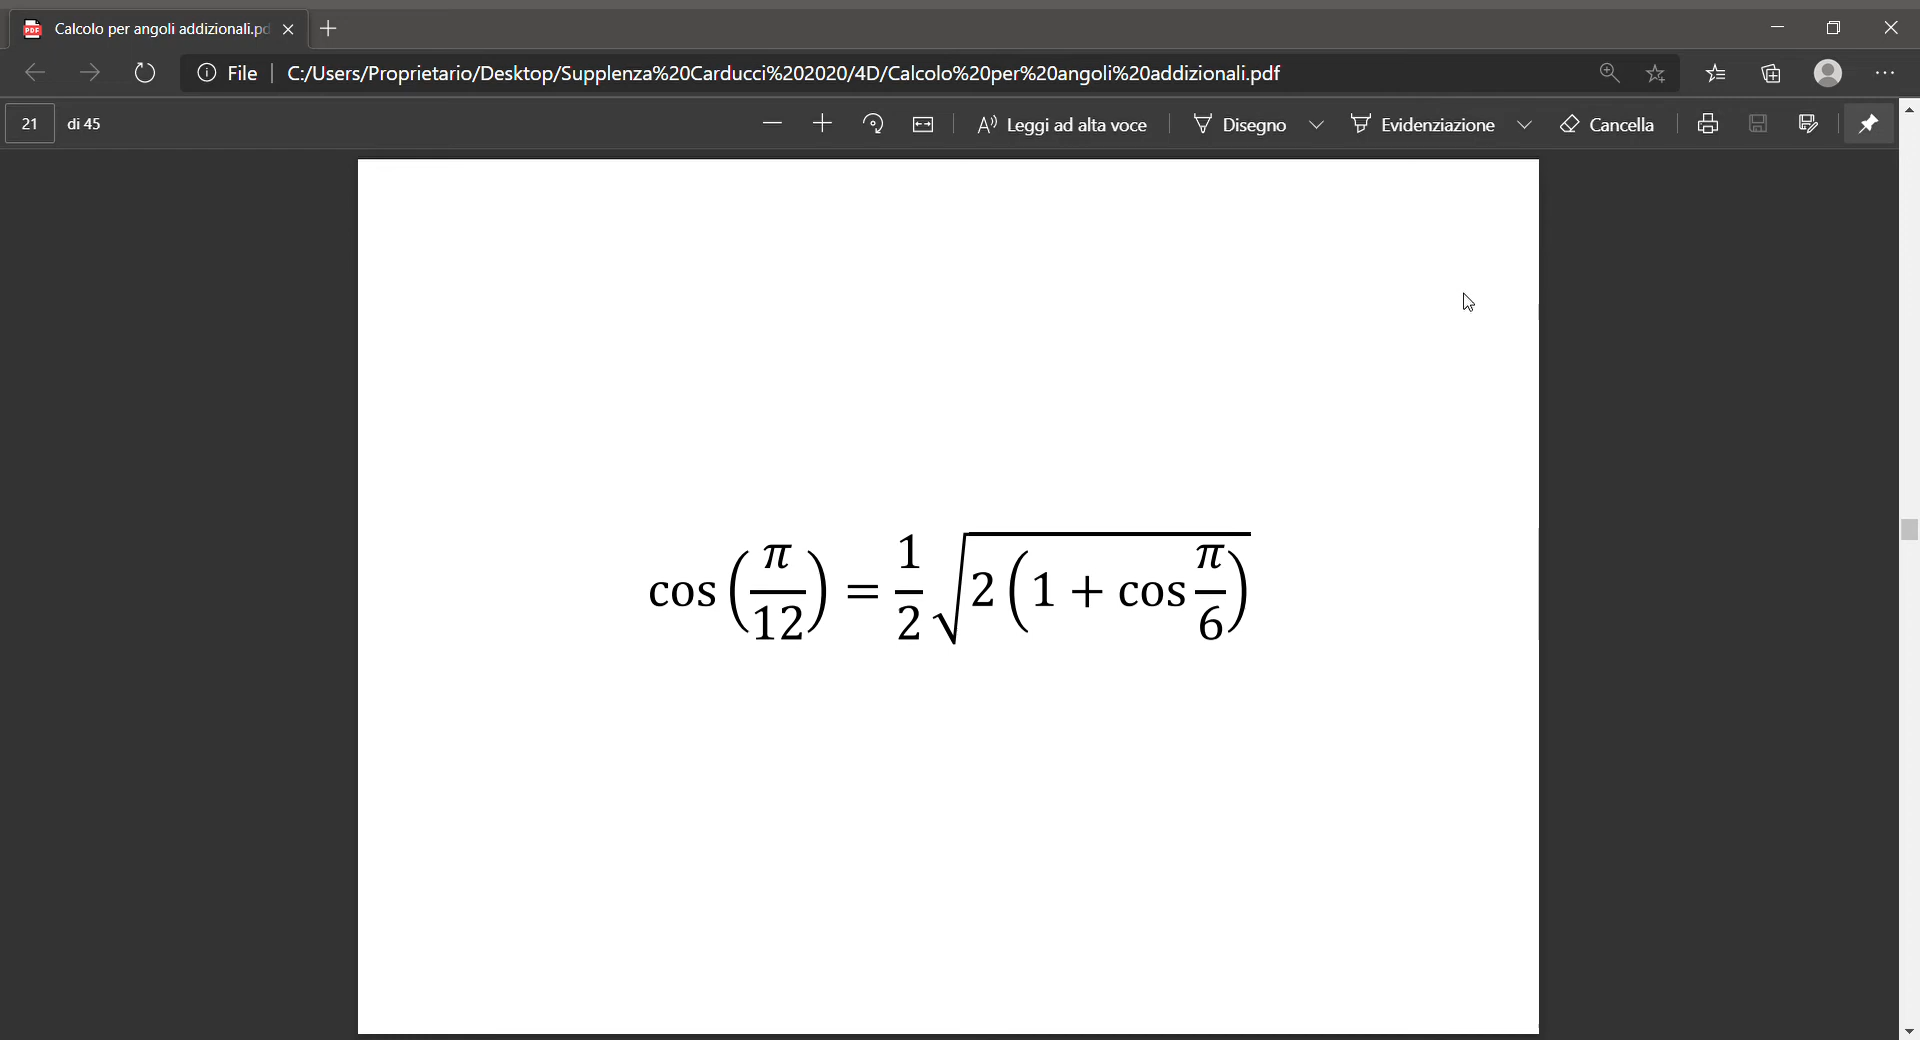 Calcolo per angoli addizionali.pd
File C:/Users/Proprietario/Desktop/Supplenza%20Carducci%202020/4D/Calcolo%20per%20angoli%20addizionali.pdf
21 di 45 Leggi ad alta voce Disegno Evidenziazione Cancella
cos(π/12) = 1/2 √(2(1 + cos π/6))